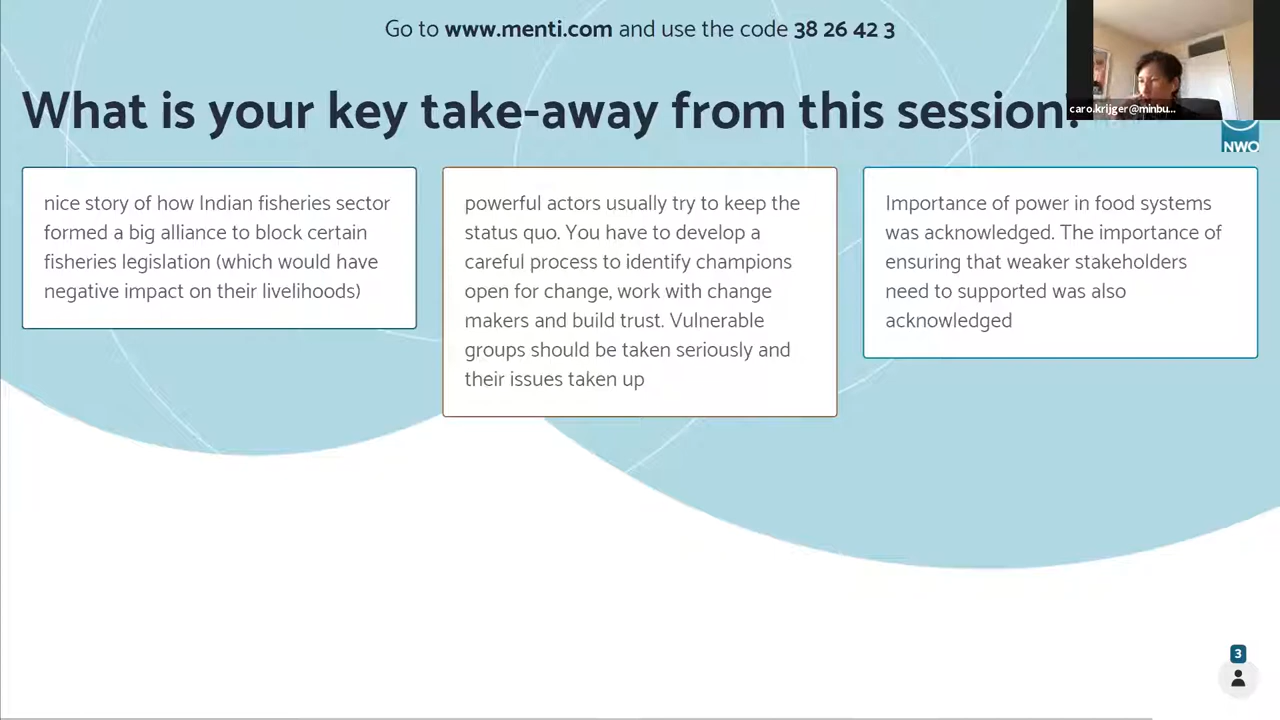 Go to www.menti.com and use the code 38 26 42 3
What is your key take-away from this session?
caro.krijger@minbu...
NWO
nice story of how Indian fisheries sector
formed a big alliance to block certain
fisheries legislation (which would have
negative impact on their livelihoods)
powerful actors usually try to keep the
status quo. You have to develop a
careful process to identify champions
open for change, work with change
makers and build trust. Vulnerable
groups should be taken seriously and
their issues taken up
Importance of power in food systems
was acknowledged. The importance of
ensuring that weaker stakeholders
need to supported was also
acknowledged
3